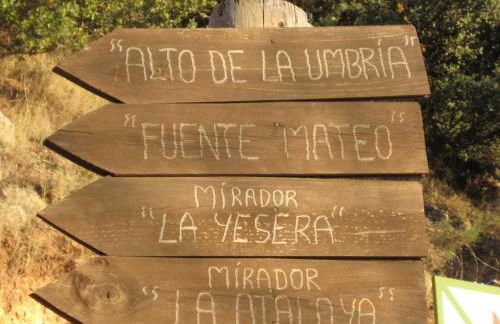 "ALTO DE LA UMBRÍA"
"FUENTE MATEO"
MIRADOR
"LA YESERA"
MIRADOR
"LA ATALAYA"